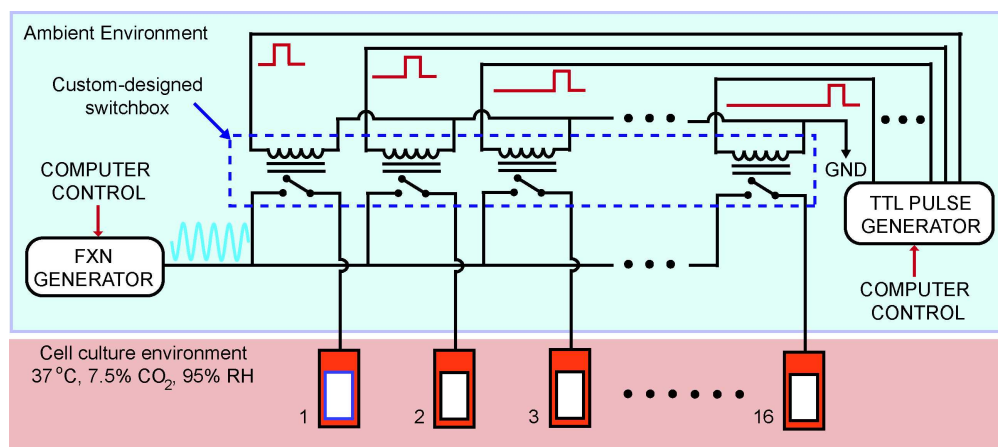 Ambient Environment
Custom-designed
switchbox
COMPUTER
CONTROL
FXN
GENERATOR
GND
TTL PULSE
GENERATOR
COMPUTER
CONTROL
Cell culture environment
37 °C, 7.5% CO₂, 95% RH
1
2
3
16